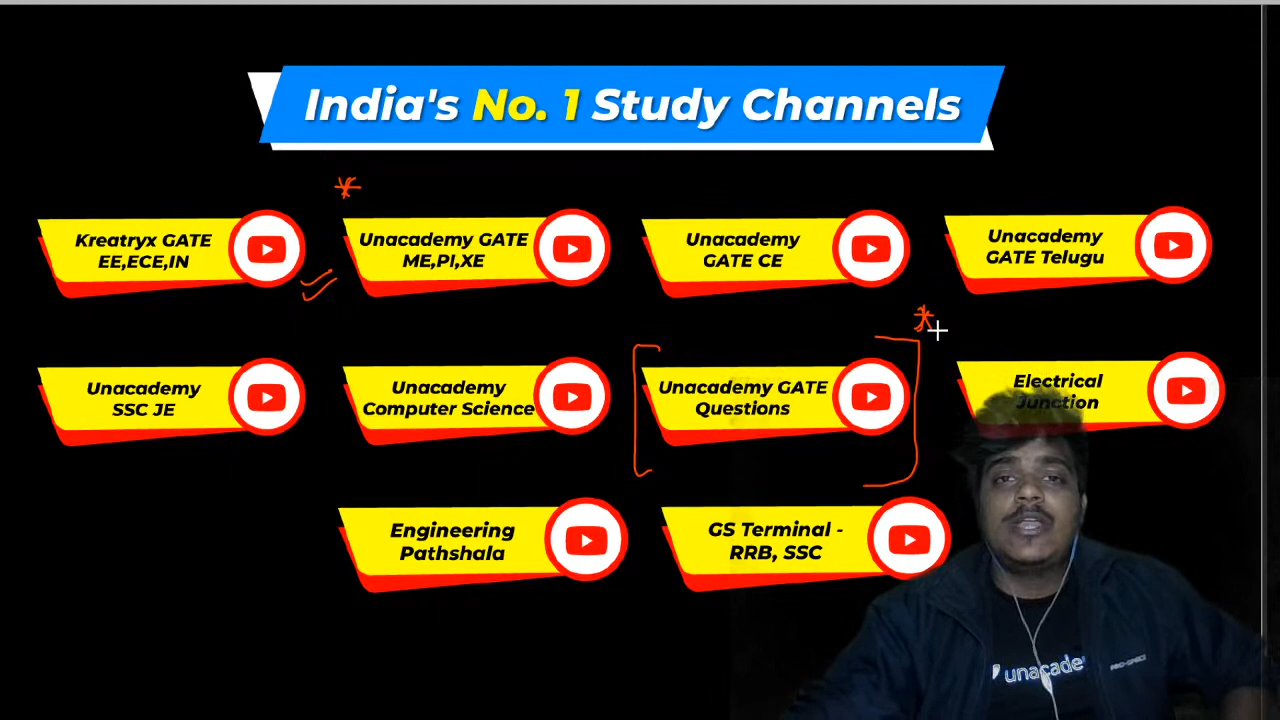 India's No. 1 Study Channels
Kreatryx GATE
EE,ECE,IN
Unacademy GATE
ME,PI,XE
Unacademy
GATE CE
Unacademy
GATE Telugu
Unacademy
SSC JE
Unacademy
Computer Science
Unacademy GATE
Questions
Electrical
Junction
Engineering
Pathshala
GS Terminal -
RRB, SSC
unacade